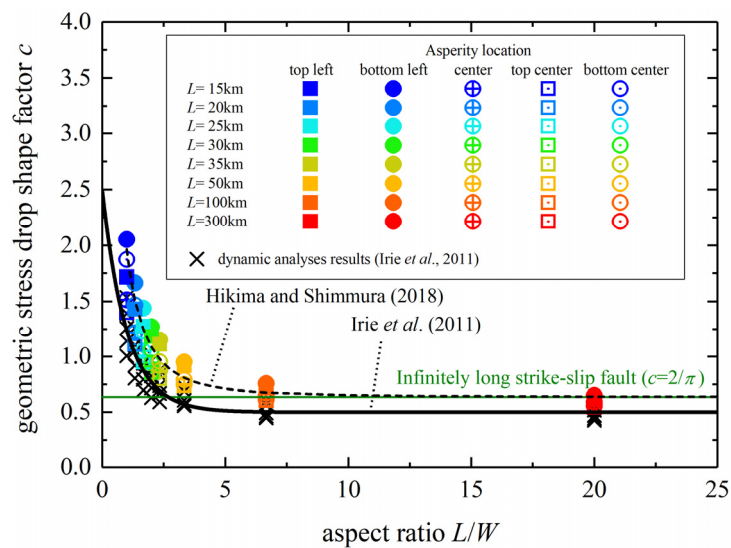 geometric stress drop shape factor c
4.0
3.5
3.0
2.5
2.0
1.5
1.0
0.5
0.0
Asperity location
top left bottom left center top center bottom center
L= 15km
L= 20km
L= 25km
L= 30km
L= 35km
L= 50km
L=100km
L=300km
dynamic analyses results (Irie et al., 2011)
Hikima and Shimmura (2018)
Irie et al. (2011)
Infinitely long strike-slip fault (c=2/π)
0 5 10 15 20 25
aspect ratio L/W